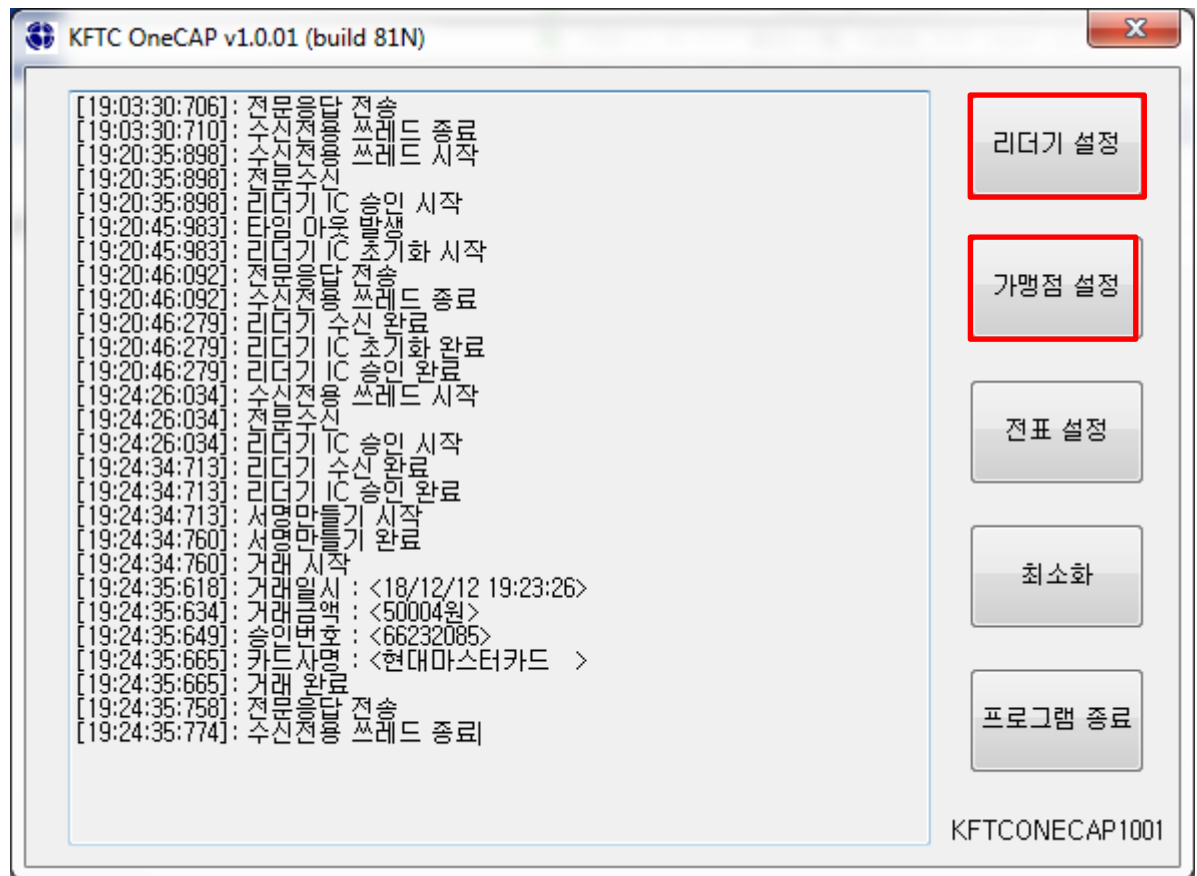 KFTC OneCAP v1.0.01 (build 81N)
[19:03:30:706]: 전문응답 전송
[19:03:30:710]: 수신전용 쓰레드 종료
[19:20:35:898]: 수신전용 쓰레드 시작
[19:20:35:898]: 전문수신
[19:20:35:898]: 리더기 IC 승인 시작
[19:20:45:983]: 타임 아웃 발생
[19:20:45:983]: 리더기 IC 초기화 시작
[19:20:46:092]: 전문응답 전송
[19:20:46:092]: 수신전용 쓰레드 종료
[19:20:46:279]: 리더기 수신 완료
[19:20:46:279]: 리더기 IC 초기화 완료
[19:20:46:279]: 리더기 IC 승인 완료
[19:24:26:034]: 수신전용 쓰레드 시작
[19:24:26:034]: 전문수신
[19:24:26:034]: 리더기 IC 승인 시작
[19:24:34:713]: 리더기 수신 완료
[19:24:34:713]: 리더기 IC 승인 완료
[19:24:34:713]: 서명만들기 시작
[19:24:34:760]: 서명만들기 완료
[19:24:34:760]: 거래 시작
[19:24:35:618]: 거래일시 : <18/12/12 19:23:26>
[19:24:35:634]: 거래금액 : <50004원>
[19:24:35:649]: 승인번호 : <66232085>
[19:24:35:665]: 카드사명 : <현대마스터카드  >
[19:24:35:665]: 거래 완료
[19:24:35:758]: 전문응답 전송
[19:24:35:774]: 수신전용 쓰레드 종료
리더기 설정
가맹점 설정
전표 설정
최소화
프로그램 종료
KFTCONECAP1001